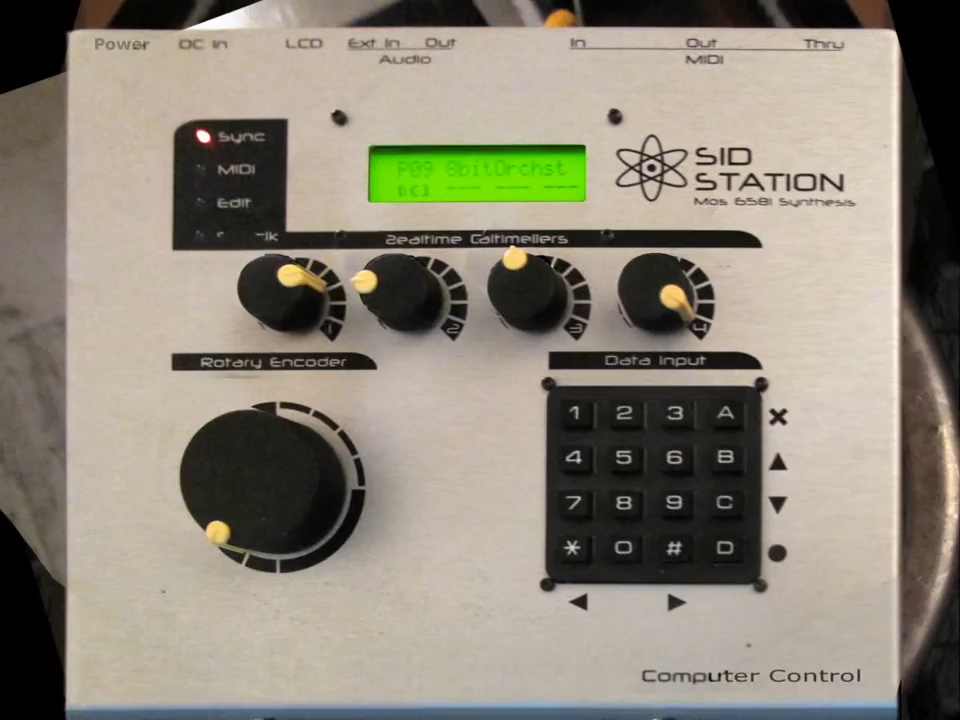 Power DC In LCD Ext In Out In Out Thru
Audio MIDI
Sync
MIDI
Edit
P09 8bitOrchst
SID
STATION
Mos 6581 Synthesis
2ealtime Caltimellers
1 2 3 4
Rotary Encoder
Data Input
1 2 3 A
4 5 6 B
7 8 9 C
* 0 # D
Computer Control